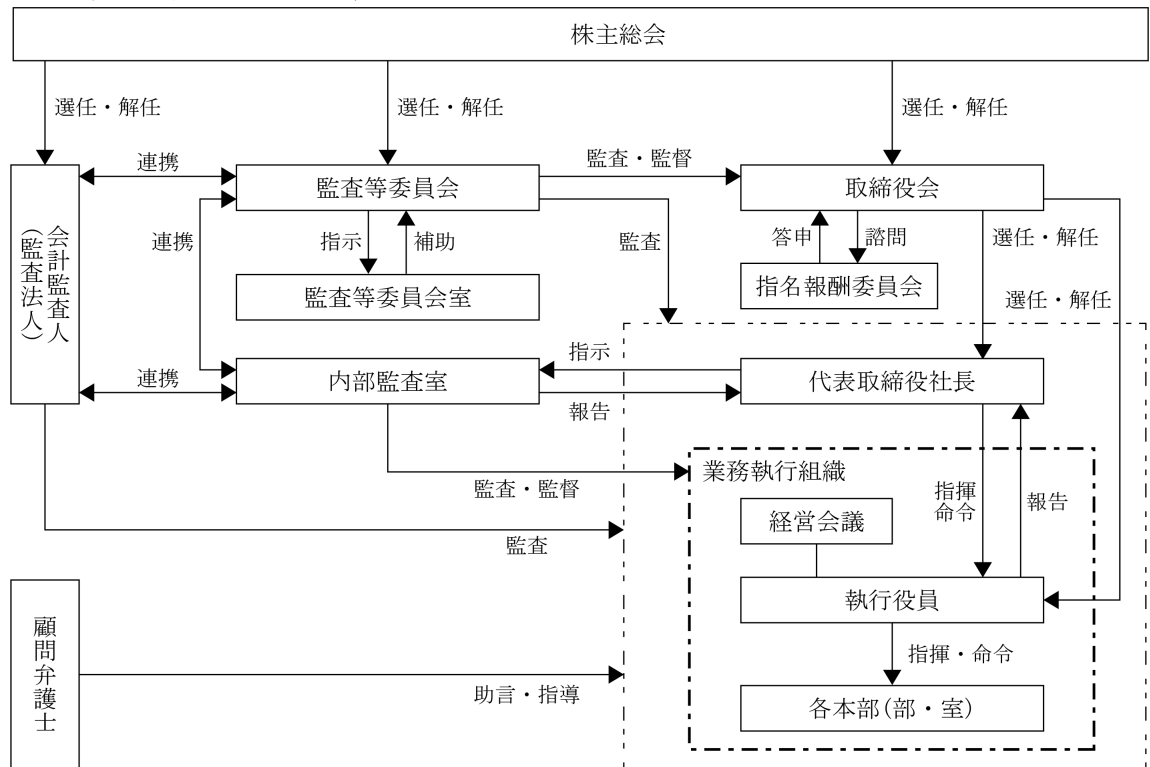 株主総会
選任・解任
選任・解任
選任・解任
連携
監査等委員会
監査・監督
取締役会
会計監査人
（監査法人）
連携
指示
補助
監査
答申
諮問
選任・解任
監査等委員会室
指名報酬委員会
選任・解任
指示
連携
内部監査室
代表取締役社長
報告
監査・監督
業務執行組織
指揮
命令
報告
経営会議
監査
執行役員
顧問弁護士
助言・指導
指揮・命令
各本部(部・室)